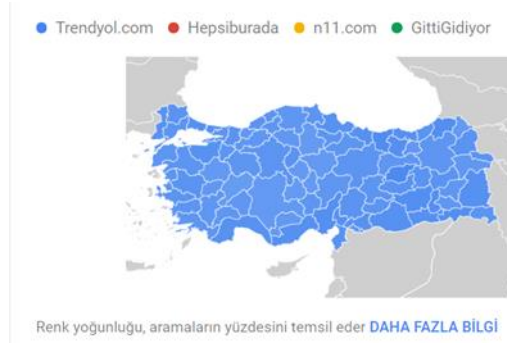 Trendyol.com Hepsiburada n11.com GittiGidiyor
Renk yoğunluğu, aramaların yüzdesini temsil eder DAHA FAZLA BİLGİ